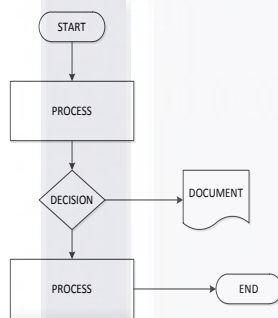 START
PROCESS
DECISION
DOCUMENT
PROCESS
END